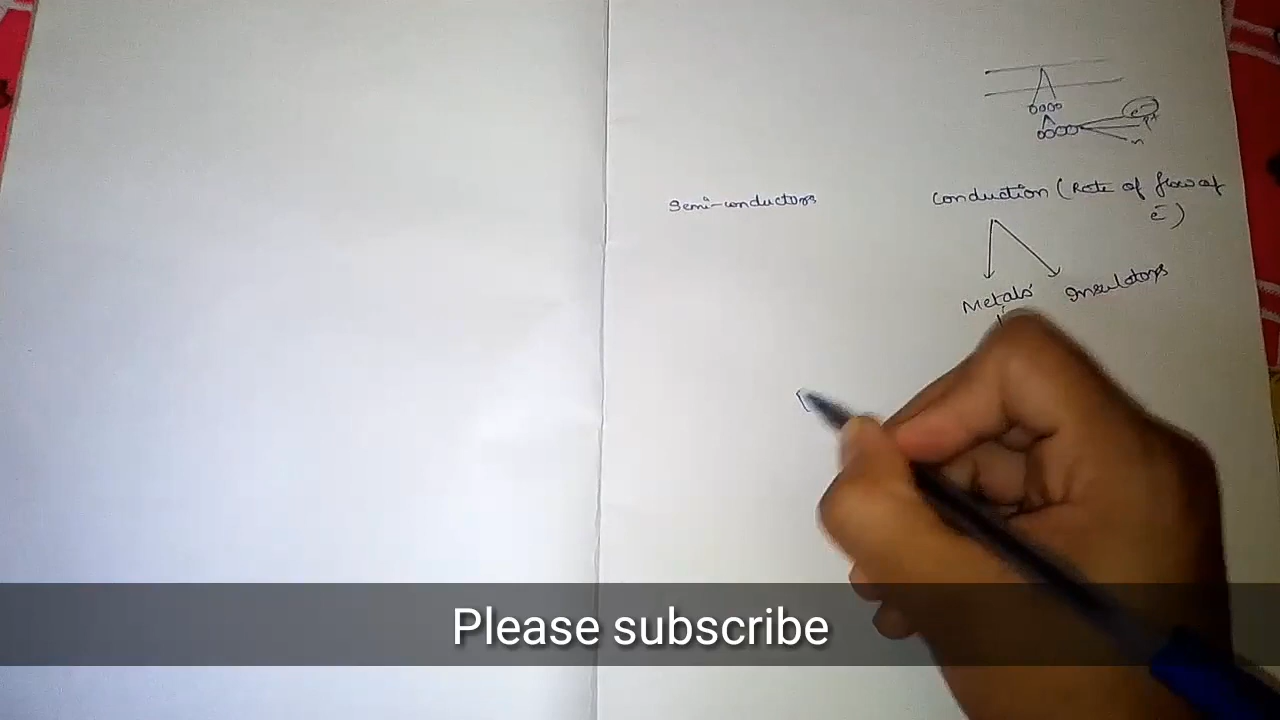 e⁻
p⁺
n
Semi-conductors
Conduction (Rate of flow of
e⁻)
Metals
Insulators
Please subscribe